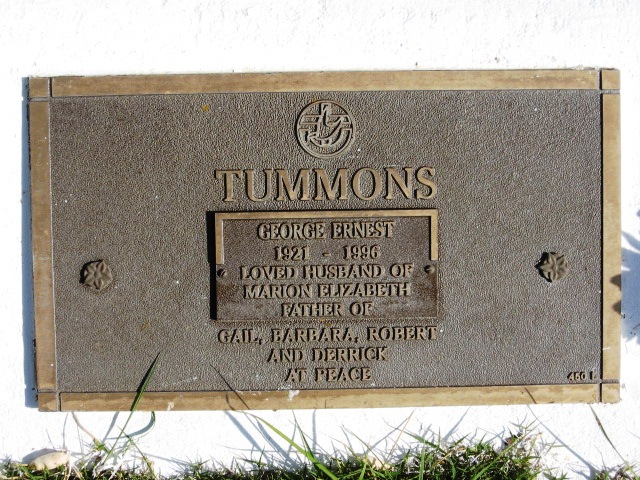 TUMMONS
GEORGE ERNEST
1921 - 1996
LOVED HUSBAND OF
MARION ELIZABETH
FATHER OF
GAIL, BARBARA, ROBERT
AND DERRICK
AT PEACE
450 L